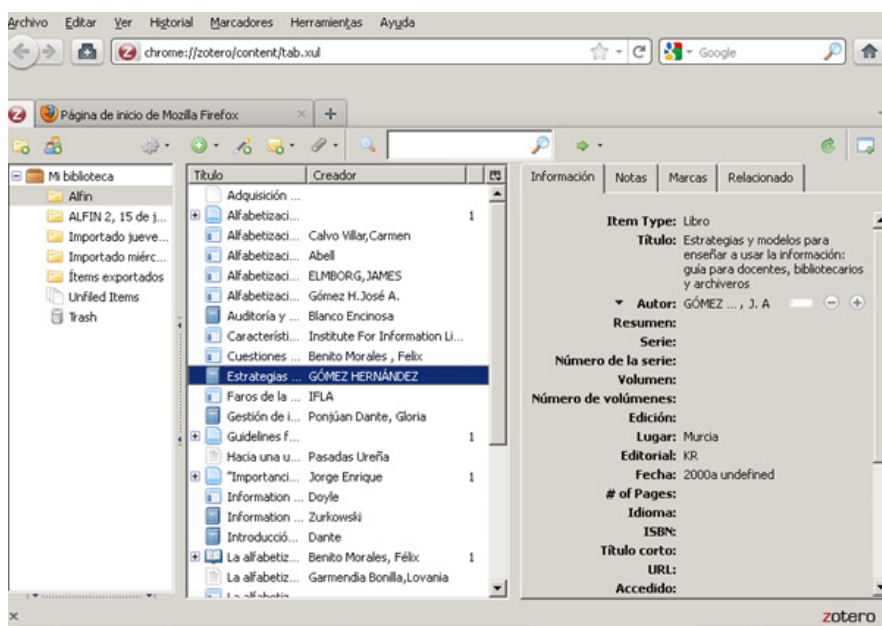 Archivo Editar Ver Historial Marcadores Herramientas Ayuda
chrome://zotero/content/tab.xul
Google
Página de inicio de Mozilla Firefox
Mi biblioteca
Alfin
ALFIN 2, 15 de j...
Importado jueve...
Importado miérc...
Ítems exportados
Unfiled Items
Trash
Título Creador
Adquisición ...
Alfabetizaci... 1
Alfabetizaci... Calvo Villar,Carmen
Alfabetizaci... Abell
Alfabetizaci... ELMBORG,JAMES
Alfabetizaci... Gómez H.José A.
Auditoría y ... Blanco Encinosa
Característi... Institute For Information Li...
Cuestiones ... Benito Morales , Felix
Estrategias ... GÓMEZ HERNÁNDEZ
Faros de la ... IFLA
Gestión de i... Ponjúan Dante, Gloria
Guidelines f... 1
Hacia una u... Pasadas Ureña
"Importanci... Jorge Enrique 1
Information ... Doyle
Information ... Zurkowski
Introducció... Dante
La alfabetiz... Benito Morales, Félix 1
La alfabetiz... Garmendia Bonilla,Lovania
Información Notas Marcas Relacionado
Item Type: Libro
Título: Estrategias y modelos para
enseñar a usar la información:
guía para docentes, bibliotecarios
y archiveros
Autor: GÓMEZ ... , J. A
Resumen:
Serie:
Número de la serie:
Volumen:
Número de volúmenes:
Edición:
Lugar: Murcia
Editorial: KR
Fecha: 2000a undefined
# of Pages:
Idioma:
ISBN:
Título corto:
URL:
Accedido:
zotero